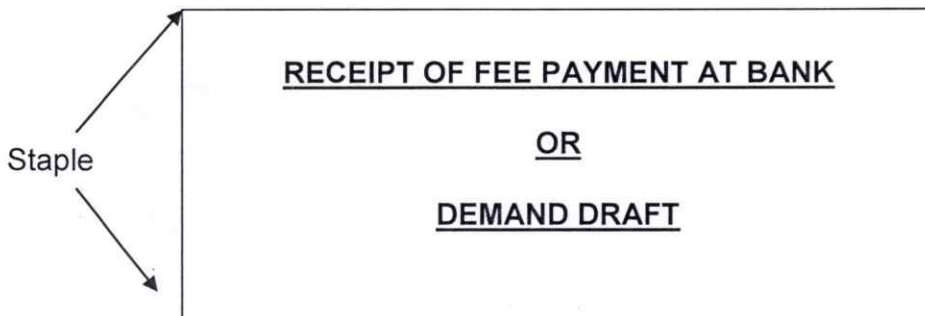 RECEIPT OF FEE PAYMENT AT BANK
OR
Staple
DEMAND DRAFT